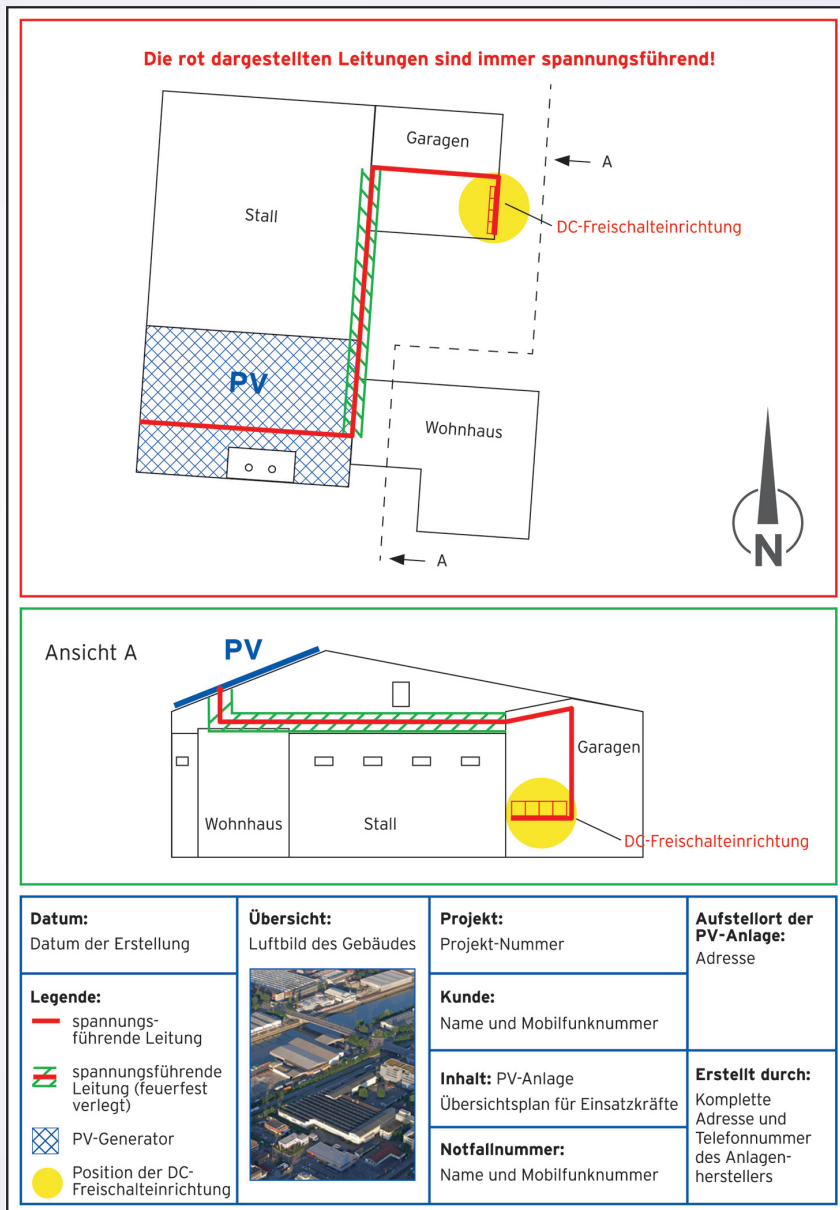 Die rot dargestellten Leitungen sind immer spannungsführend!
Garagen
A
Stall
DC-Freischalteinrichtung
PV
Wohnhaus
A
N
Ansicht A
PV
Garagen
Wohnhaus
Stall
DC-Freischalteinrichtung
Datum:
Datum der Erstellung
Legende:
spannungs-
führende Leitung
spannungsführende
Leitung (feuerfest
verlegt)
PV-Generator
Position der DC-
Freischalteinrichtung
Übersicht:
Luftbild des Gebäudes
Projekt:
Projekt-Nummer
Kunde:
Name und Mobilfunknummer
Inhalt: PV-Anlage
Übersichtsplan für Einsatzkräfte
Notfallnummer:
Name und Mobilfunknummer
Aufstellort der
PV-Anlage:
Adresse
Erstellt durch:
Komplette
Adresse und
Telefonnummer
des Anlagen-
herstellers